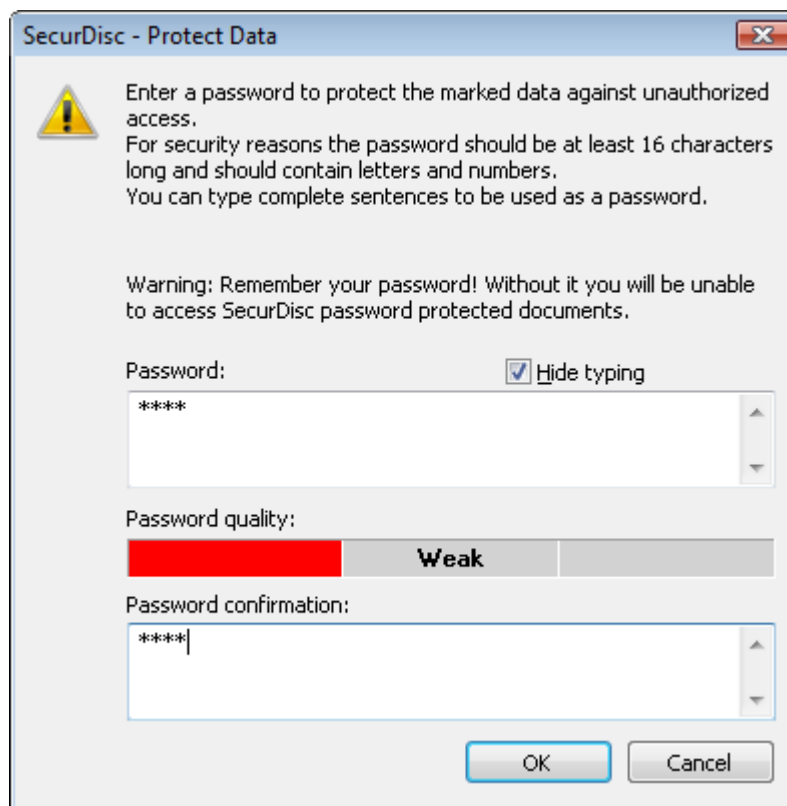 SecurDisc - Protect Data
Enter a password to protect the marked data against unauthorized
access.
For security reasons the password should be at least 16 characters
long and should contain letters and numbers.
You can type complete sentences to be used as a password.
Warning: Remember your password! Without it you will be unable
to access SecurDisc password protected documents.
Password: Hide typing
****
Password quality:
Weak
Password confirmation:
****
OK Cancel